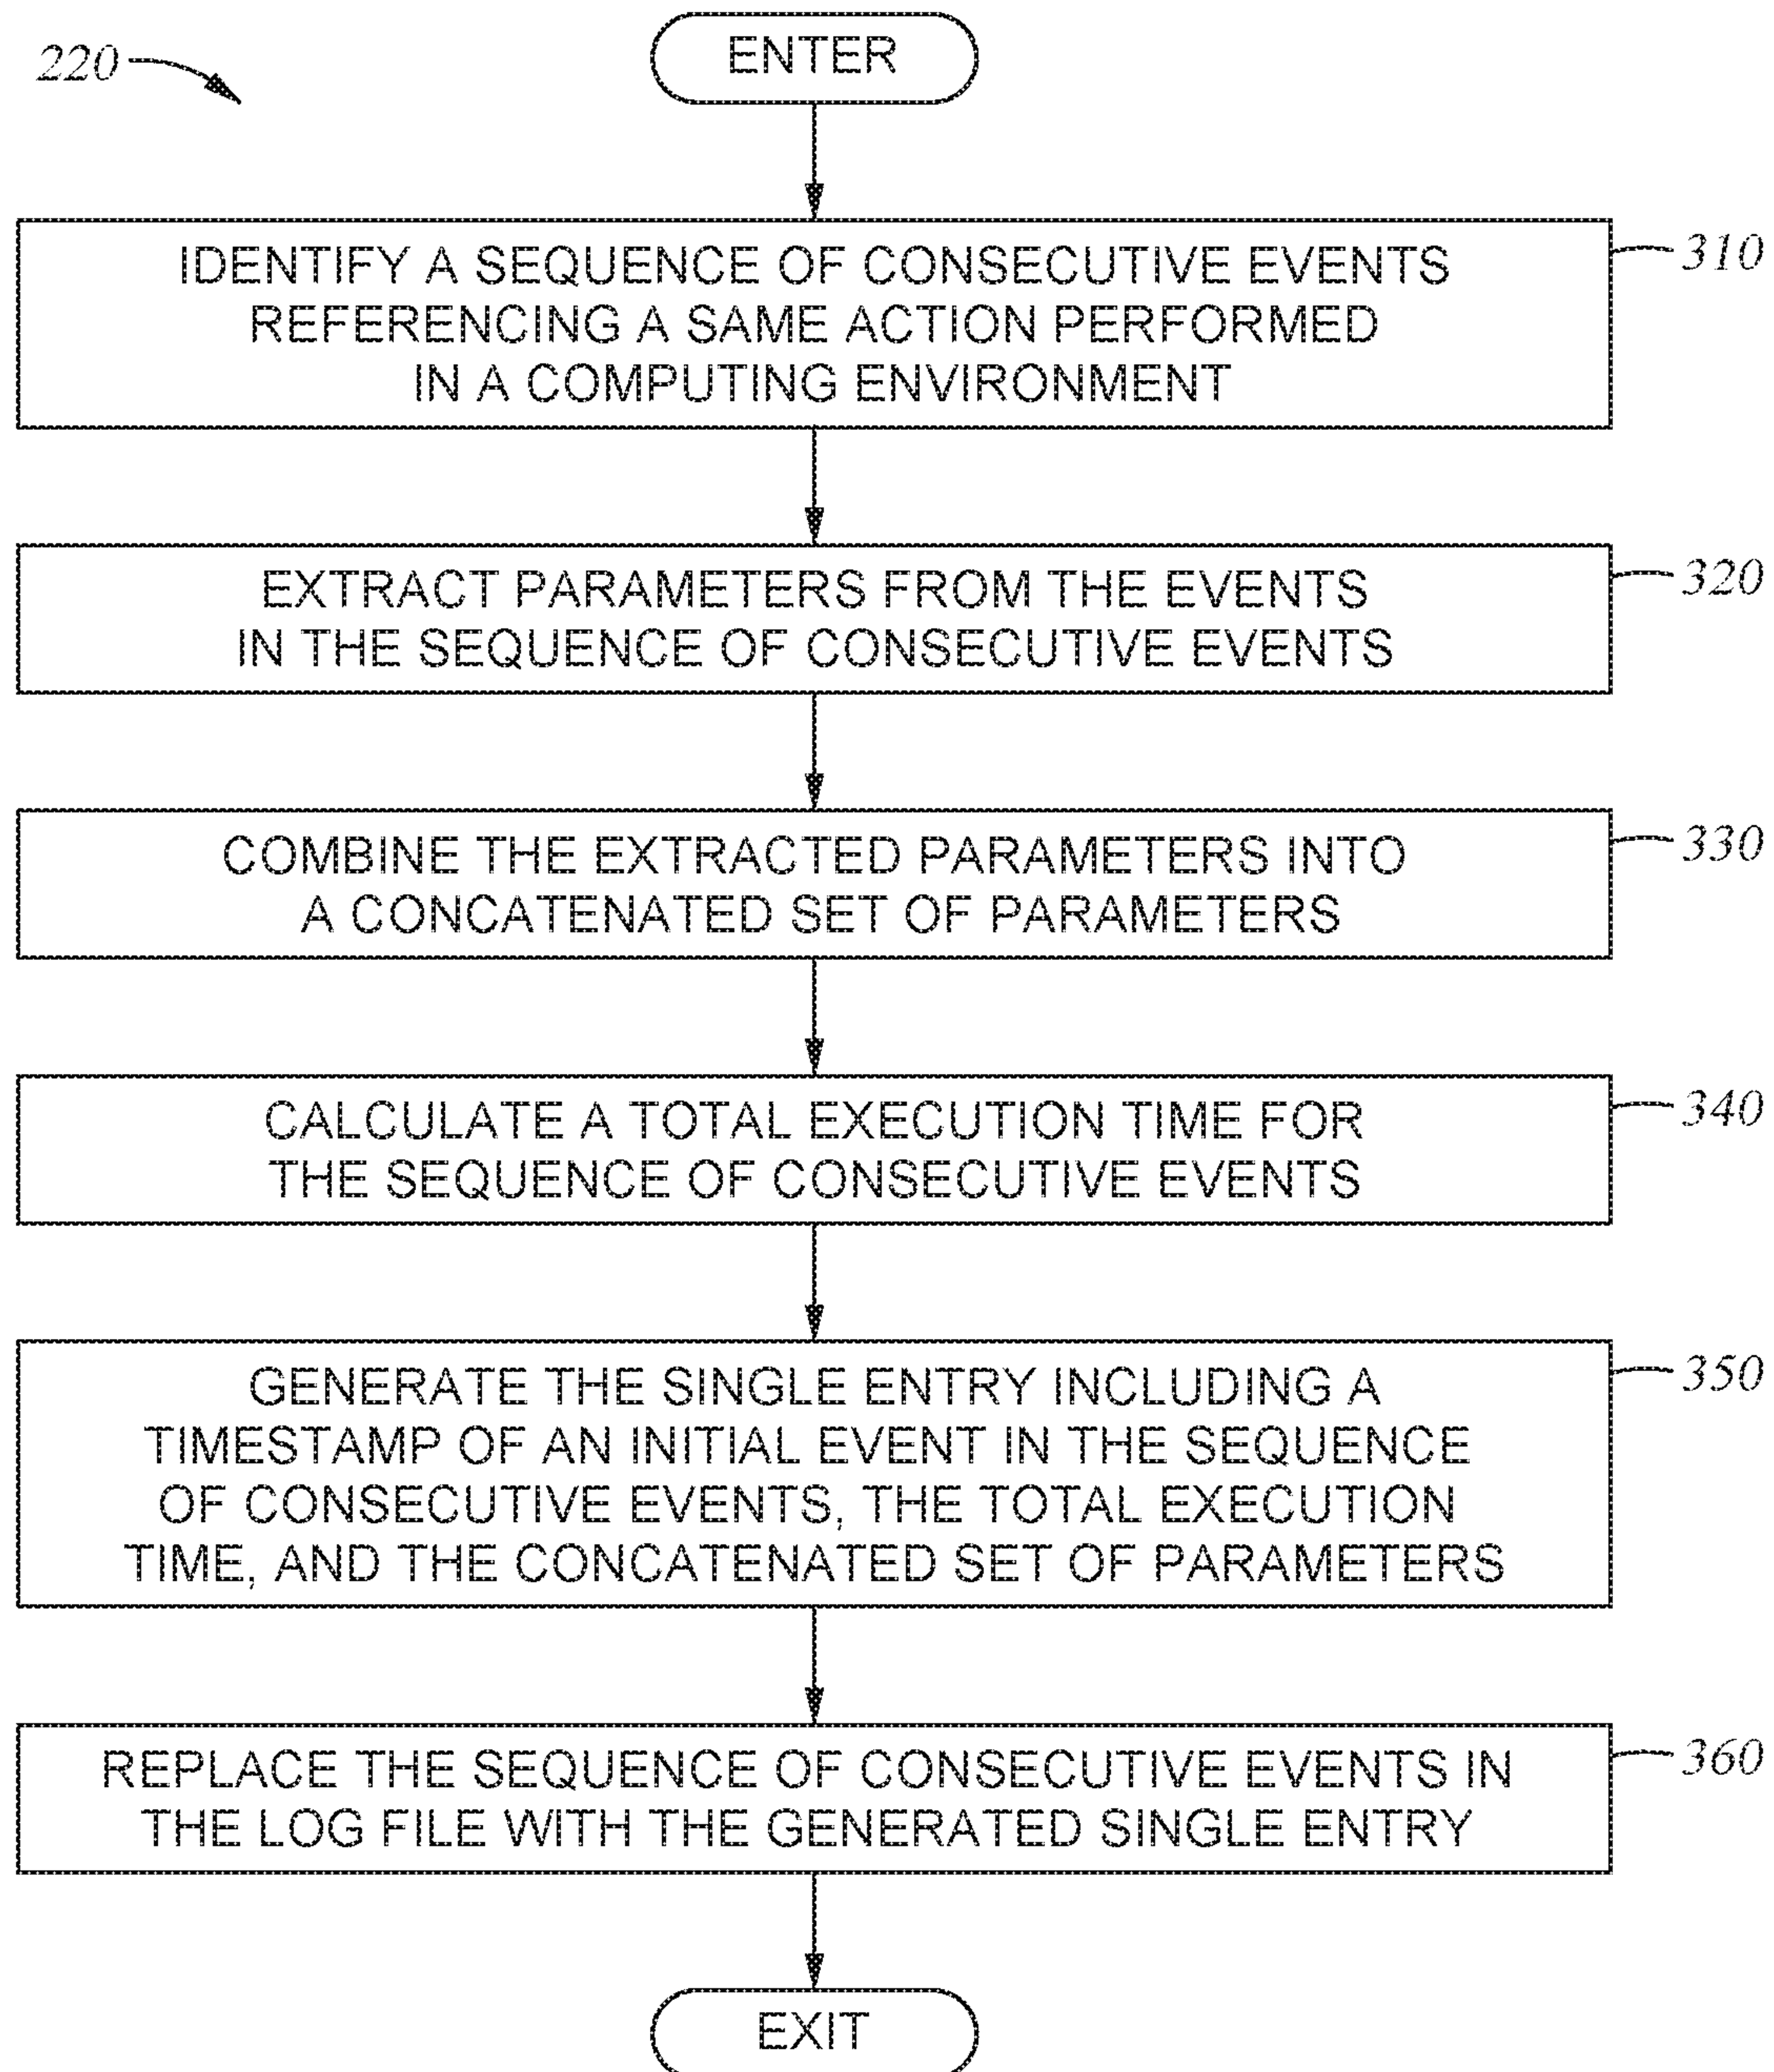 220
ENTER
IDENTIFY A SEQUENCE OF CONSECUTIVE EVENTS
REFERENCING A SAME ACTION PERFORMED
IN A COMPUTING ENVIRONMENT
310
EXTRACT PARAMETERS FROM THE EVENTS
IN THE SEQUENCE OF CONSECUTIVE EVENTS
320
COMBINE THE EXTRACTED PARAMETERS INTO
A CONCATENATED SET OF PARAMETERS
330
CALCULATE A TOTAL EXECUTION TIME FOR
THE SEQUENCE OF CONSECUTIVE EVENTS
340
GENERATE THE SINGLE ENTRY INCLUDING A
TIMESTAMP OF AN INITIAL EVENT IN THE SEQUENCE
OF CONSECUTIVE EVENTS, THE TOTAL EXECUTION
TIME, AND THE CONCATENATED SET OF PARAMETERS
350
REPLACE THE SEQUENCE OF CONSECUTIVE EVENTS IN
THE LOG FILE WITH THE GENERATED SINGLE ENTRY
360
EXIT